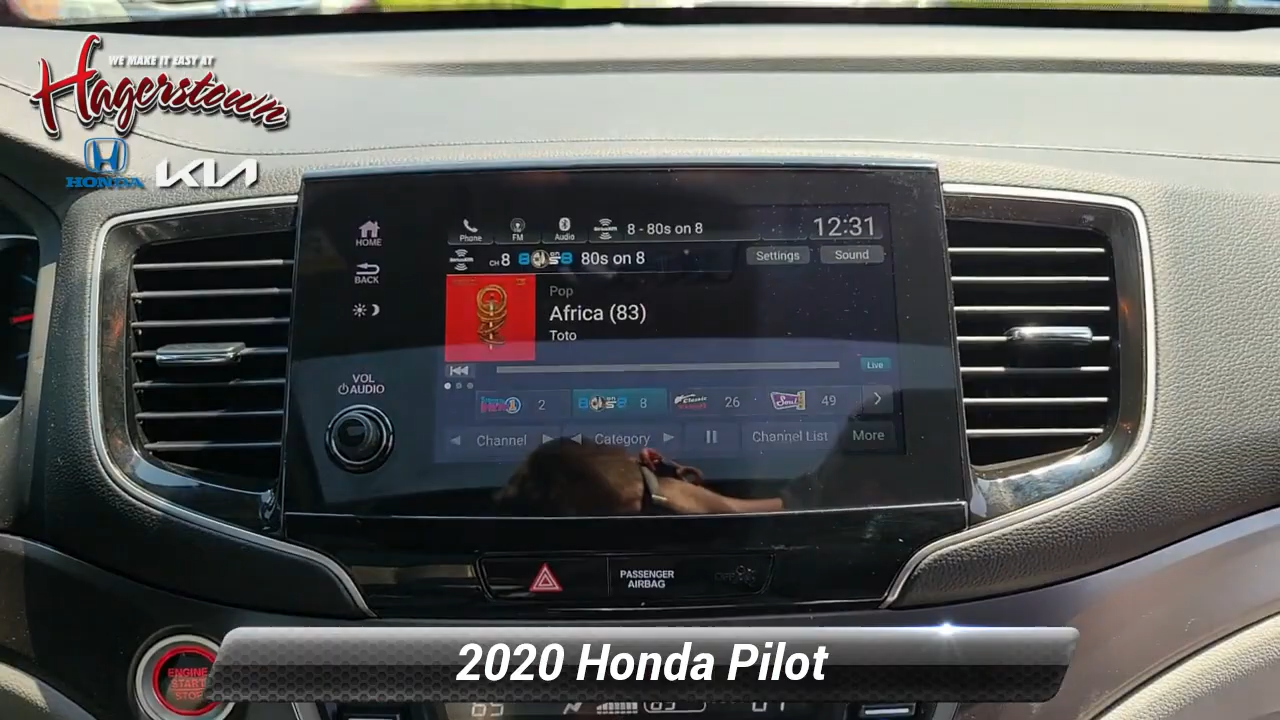 WE MAKE IT EASY AT
Hagerstown
HONDA KIA
HOME
BACK
VOL
AUDIO
Phone FM Audio 8 - 80s on 8 12:31
CH 8 80s on 8 Settings Sound
Pop
Africa (83)
Toto
Live
2 8 26 Soul 49
Channel Category Channel List More
PASSENGER
AIRBAG
ENGINE
START
STOP
2020 Honda Pilot